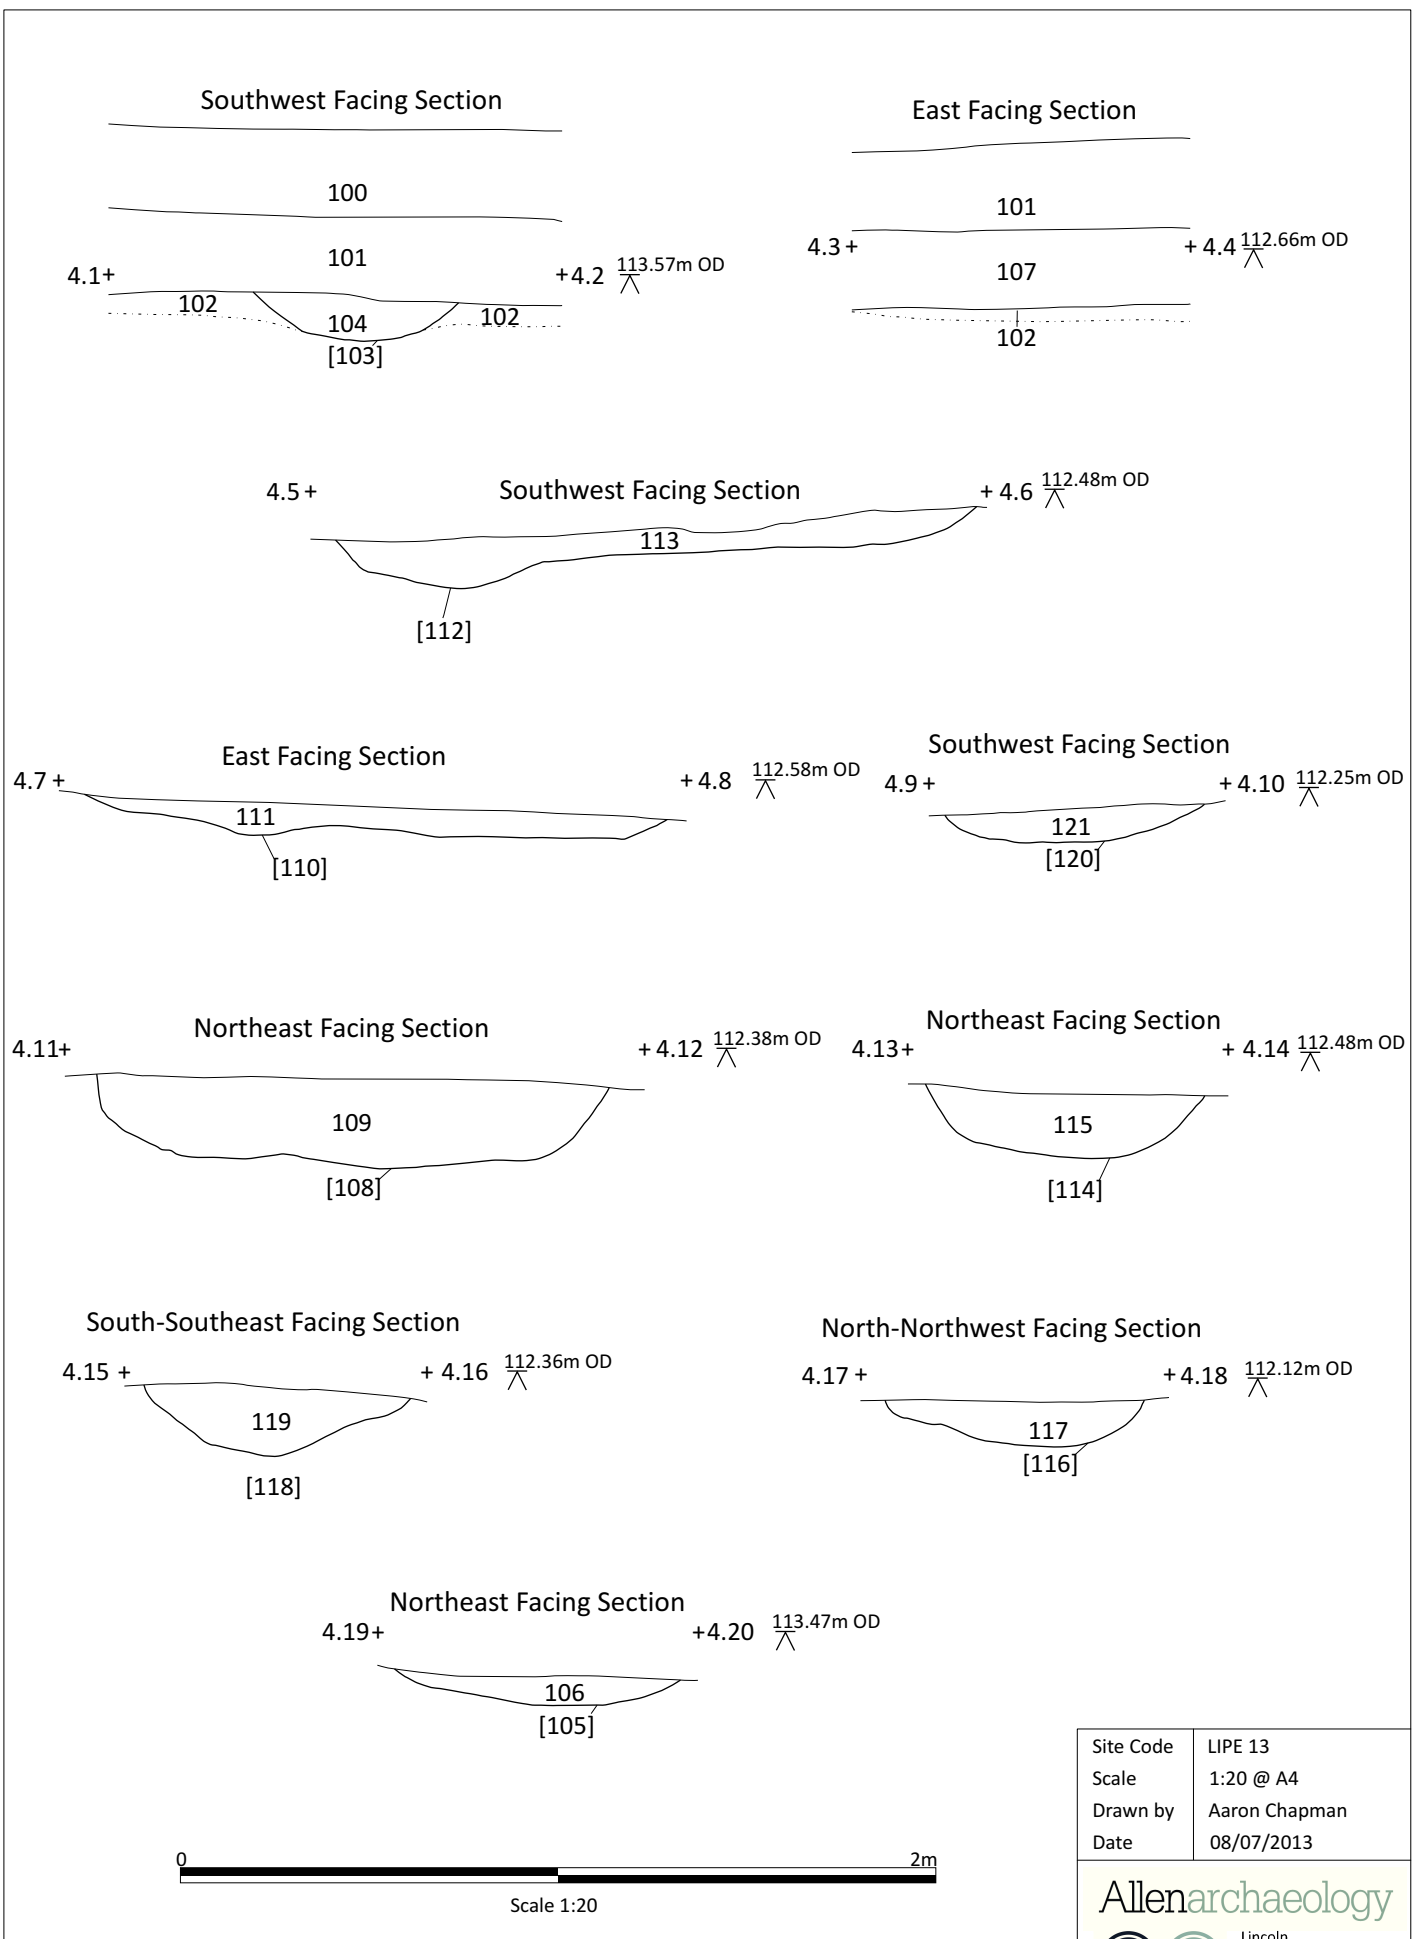 Southwest Facing Section
100
101
4.1+ +4.2 113.57m OD
102 104 102
[103]
East Facing Section
101
4.3 + + 4.4 112.66m OD
107
102
4.5 + Southwest Facing Section + 4.6 112.48m OD
113
[112]
East Facing Section
4.7 + + 4.8 112.58m OD
111
[110]
Southwest Facing Section
4.9 + + 4.10 112.25m OD
121
[120]
Northeast Facing Section
4.11+ + 4.12 112.38m OD
109
[108]
Northeast Facing Section
4.13+ + 4.14 112.48m OD
115
[114]
South-Southeast Facing Section
4.15 + + 4.16 112.36m OD
119
[118]
North-Northwest Facing Section
4.17 + + 4.18 112.12m OD
117
[116]
Northeast Facing Section
4.19+ +4.20 113.47m OD
106
[105]
0 2m
Scale 1:20
Site Code LIPE 13
Scale 1:20 @ A4
Drawn by Aaron Chapman
Date 08/07/2013
Allenarchaeology
Lincoln